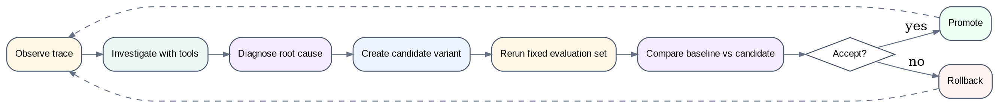 Observe trace
Investigate with tools
Diagnose root cause
Create candidate variant
Rerun fixed evaluation set
Compare baseline vs candidate
Accept?
yes
Promote
no
Rollback